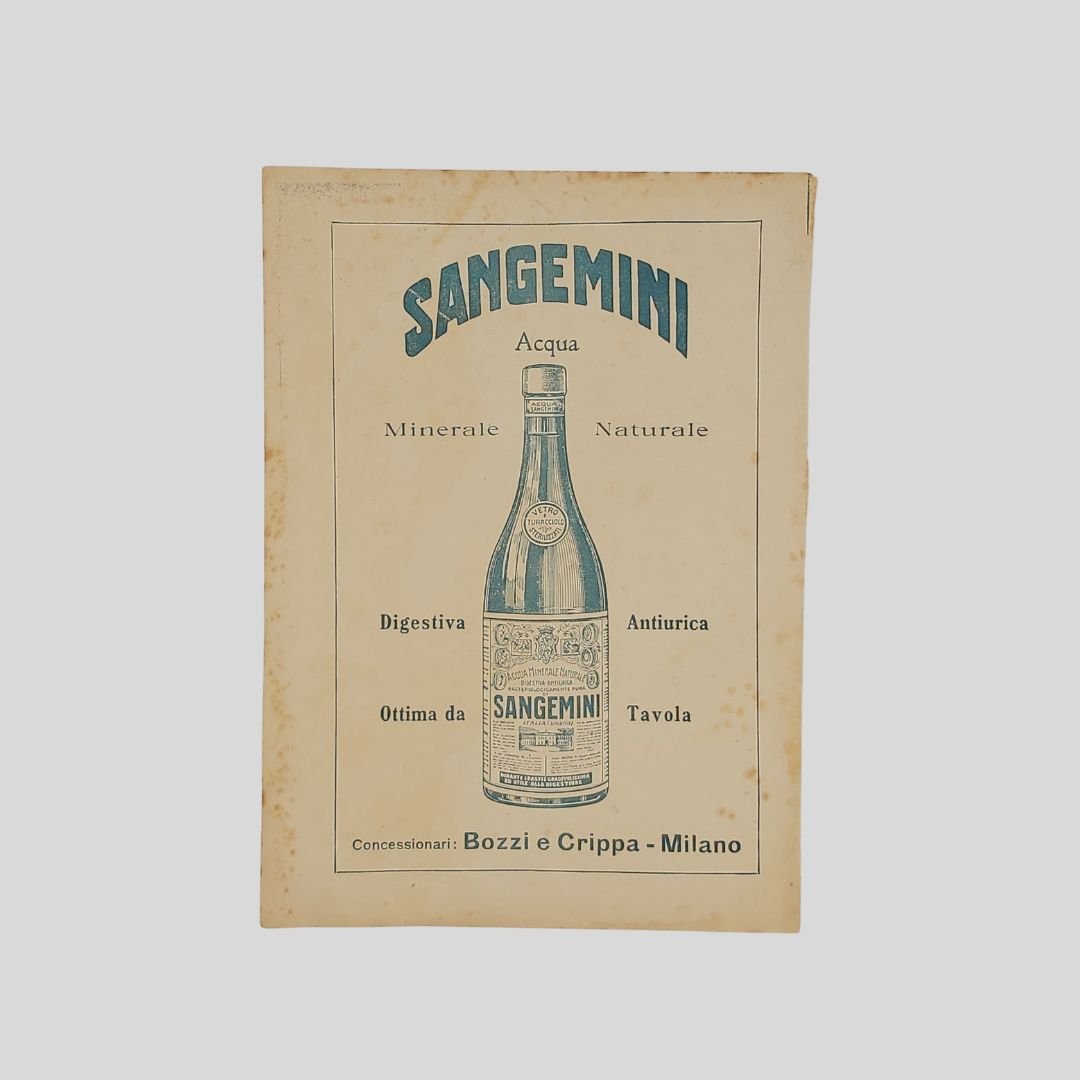 SANGEMINI
Acqua
ACQUA
SANGEMINI
Minerale Naturale
VETRO
E
TURACCIOLO
STERILIZZATI
Digestiva Antiurica
ACQUA MINERALE NATURALE
DIGESTIVA-ANTIURICA
BATTERIOLOGICAMENTE PURA
DI
SANGEMINI
ITALIA (Umbria)
Ottima da Tavola
DURANTE I PASTI È GRADEVOLISSIMA
ED UTILE ALLA DIGESTIONE
Concessionari: Bozzi e Crippa - Milano